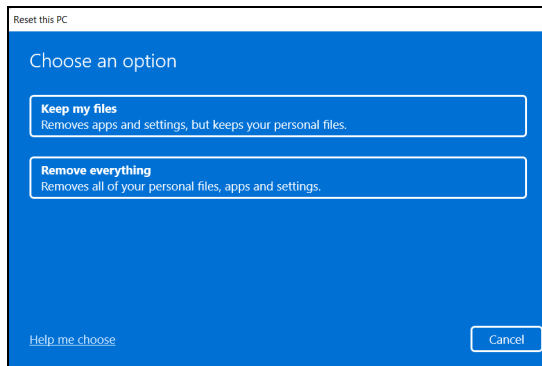 Reset this PC
Choose an option
Keep my files
Removes apps and settings, but keeps your personal files.
Remove everything
Removes all of your personal files, apps and settings.
Help me choose
Cancel